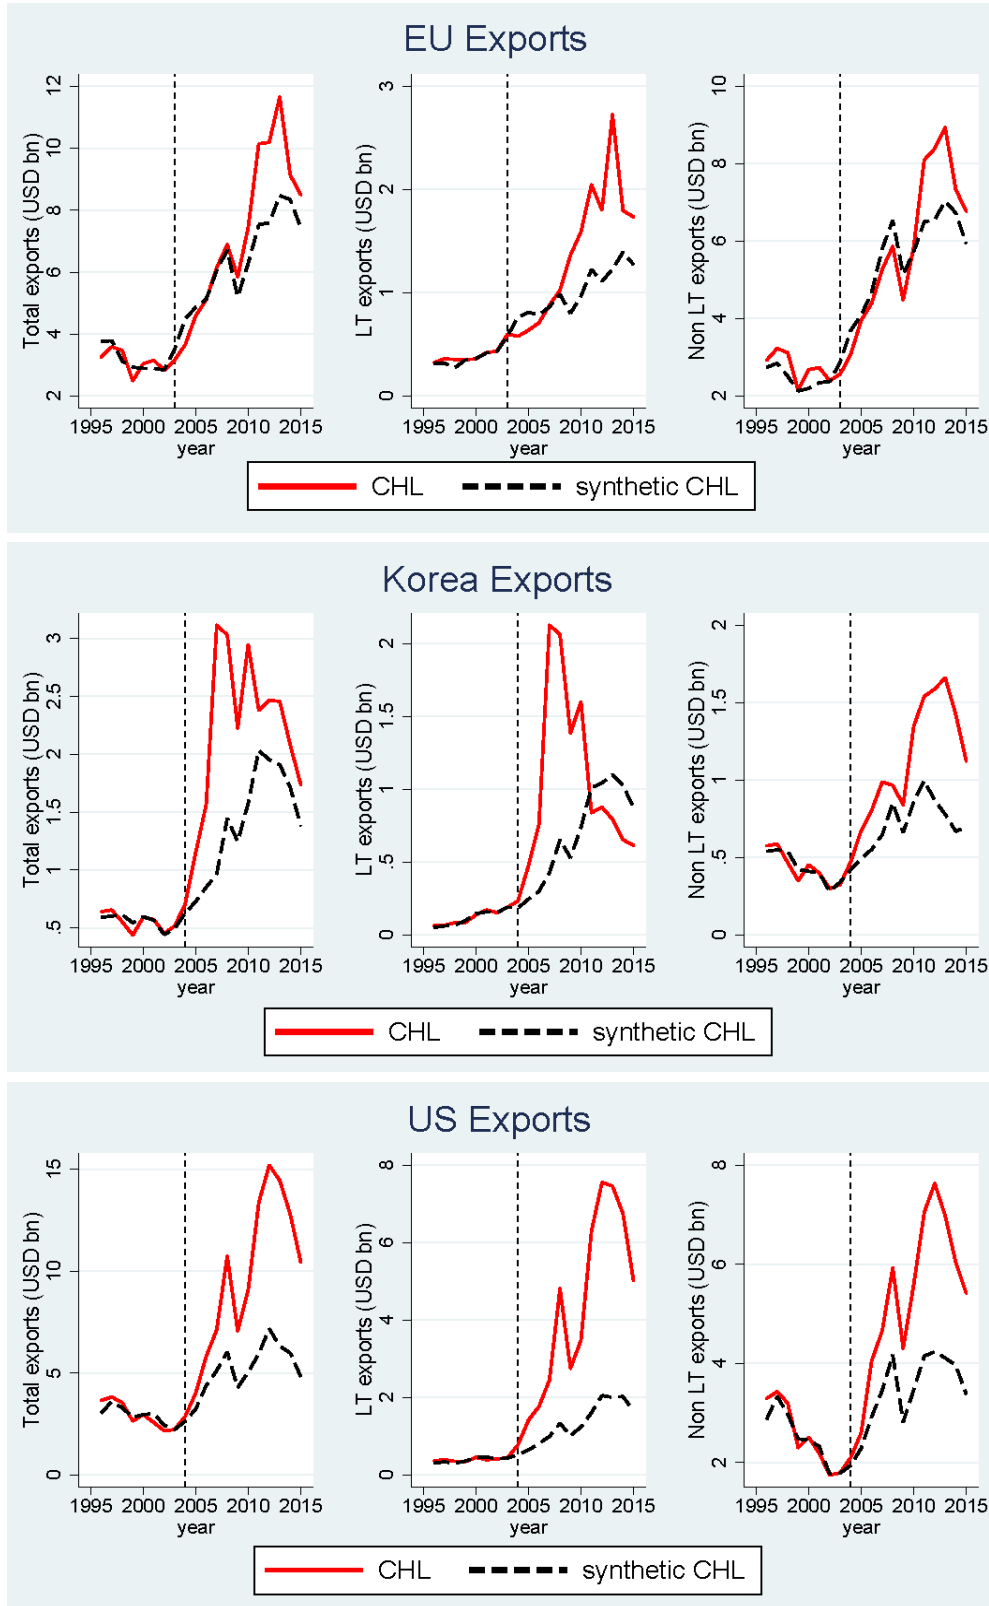 EU Exports
Total exports (USD bn)
12
10
8
6
4
2
1995 2000 2005 2010 2015
year
LT exports (USD bn)
3
2
1
0
1995 2000 2005 2010 2015
year
Non LT exports (USD bn)
10
8
6
4
2
1995 2000 2005 2010 2015
year
CHL synthetic CHL
Korea Exports
Total exports (USD bn)
3
2.5
2
1.5
1
.5
1995 2000 2005 2010 2015
year
LT exports (USD bn)
2
1.5
1
.5
0
1995 2000 2005 2010 2015
year
Non LT exports (USD bn)
2
1.5
1
.5
0
1995 2000 2005 2010 2015
year
CHL synthetic CHL
US Exports
Total exports (USD bn)
15
10
5
0
1995 2000 2005 2010 2015
year
LT exports (USD bn)
8
6
4
2
0
1995 2000 2005 2010 2015
year
Non LT exports (USD bn)
8
6
4
2
1995 2000 2005 2010 2015
year
CHL synthetic CHL